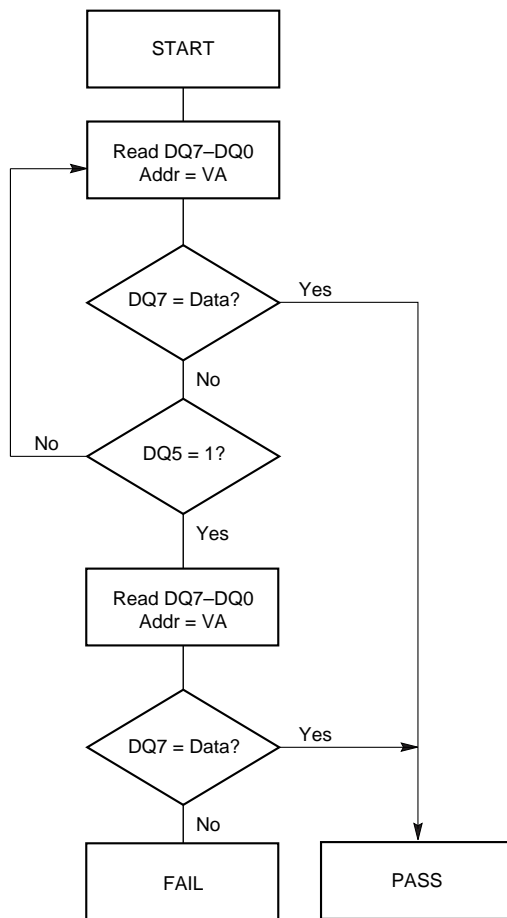 START
Read DQ7–DQ0
Addr = VA
DQ7 = Data?
Yes
No
No
DQ5 = 1?
Yes
Read DQ7–DQ0
Addr = VA
DQ7 = Data?
Yes
No
FAIL
PASS